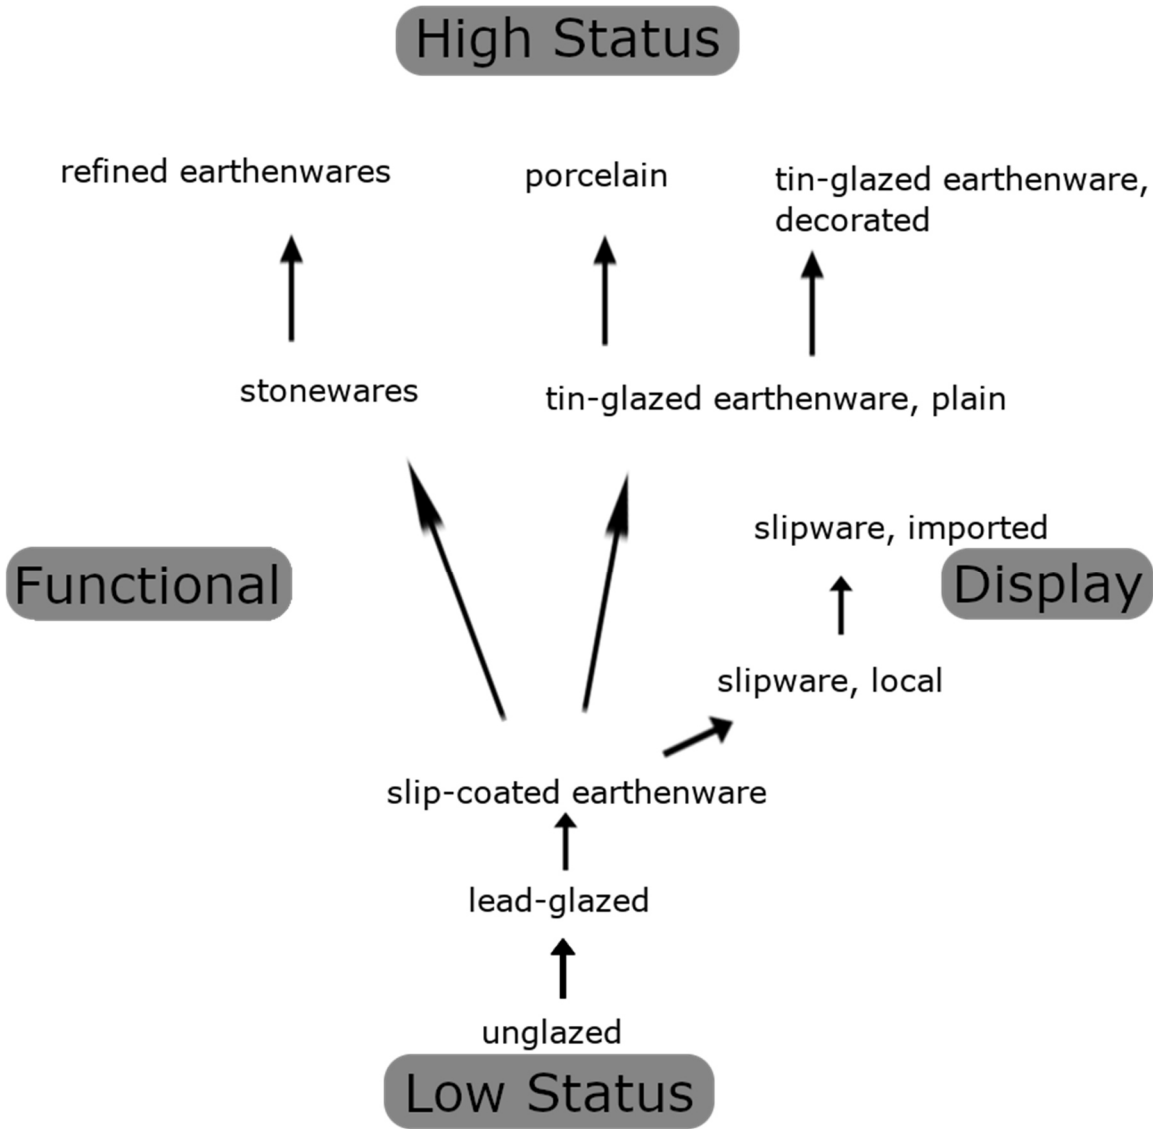 High Status
refined earthenwares
porcelain
tin-glazed earthenware,
decorated
stonewares
tin-glazed earthenware, plain
slipware, imported
Functional
Display
slipware, local
slip-coated earthenware
lead-glazed
unglazed
Low Status